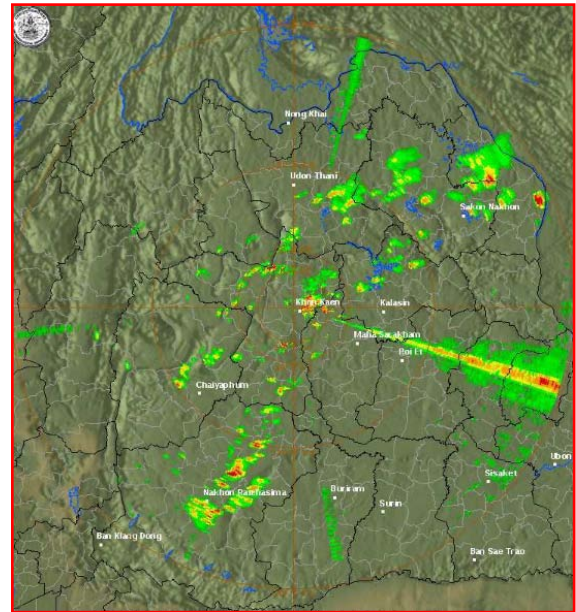 Nong Khai
Udon Thani
Sakon Nakhon
Khon Kaen
Kalasin
Maha Sarakham
Roi Et
Chaiyaphum
Ubon
Sisaket
Buriram
Nakhon Ratchasima
Surin
Ban Klang Dong
Ban Sae Trao